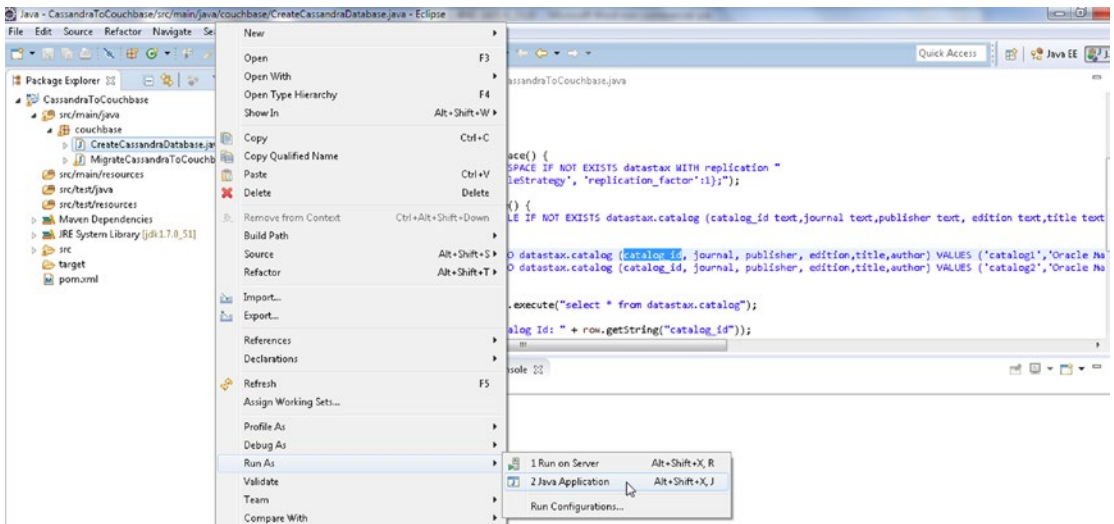 Java - CassandraToCouchbase/src/main/java/couchbase/CreateCassandraDatabase.java - Eclipse
File Edit Source Refactor Navigate Se
Quick Access
Java EE
Package Explorer
CassandraToCouchbase
src/main/java
couchbase
CreateCassandraDatabase.jav
MigrateCassandraToCouchb
src/main/resources
src/test/java
src/test/resources
Maven Dependencies
JRE System Library [jdk1.7.0_51]
src
target
pom.xml
New
Open F3
Open With
Open Type Hierarchy F4
Show In Alt+Shift+W
Copy Ctrl+C
Copy Qualified Name
Paste Ctrl+V
Delete Delete
Remove from Context Ctrl+Alt+Shift+Down
Build Path
Source Alt+Shift+S
Refactor Alt+Shift+T
Import...
Export...
References
Declarations
Refresh F5
Assign Working Sets...
Profile As
Debug As
Run As
Validate
Team
Compare With
1 Run on Server Alt+Shift+X, R
2 Java Application Alt+Shift+X, J
Run Configurations...
assandraToCouchbase.java
ace() {
SPACE IF NOT EXISTS datastax WITH replication "
leStrategy', 'replication_factor':1};");
() {
LE IF NOT EXISTS datastax.catalog (catalog_id text,journal text,publisher text, edition text,title text
O datastax.catalog (catalog_id, journal, publisher, edition,title,author) VALUES ('catalog1','Oracle Ma
O datastax.catalog (catalog_id, journal, publisher, edition,title,author) VALUES ('catalog2','Oracle Ma
.execute("select * from datastax.catalog");
alog Id: " + row.getString("catalog_id"));
nsole